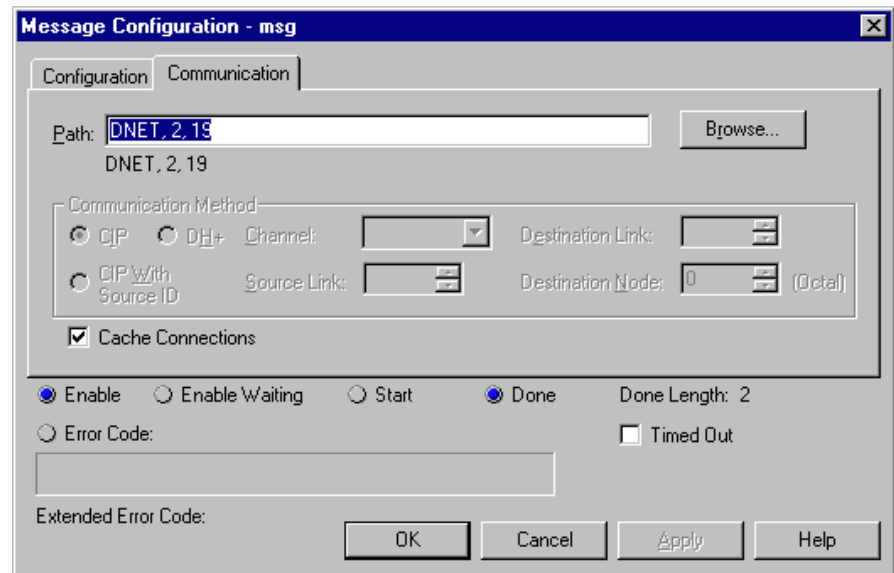 Message Configuration - msg
Configuration Communication
Path: DNET, 2, 19 Browse...
DNET, 2, 19
Communication Method
CIP DH+ Channel: Destination Link:
CIP With Source ID Source Link: Destination Node: 0 (Octal)
Cache Connections
Enable Enable Waiting Start Done Done Length: 2
Error Code: Timed Out
Extended Error Code:
OK Cancel Apply Help